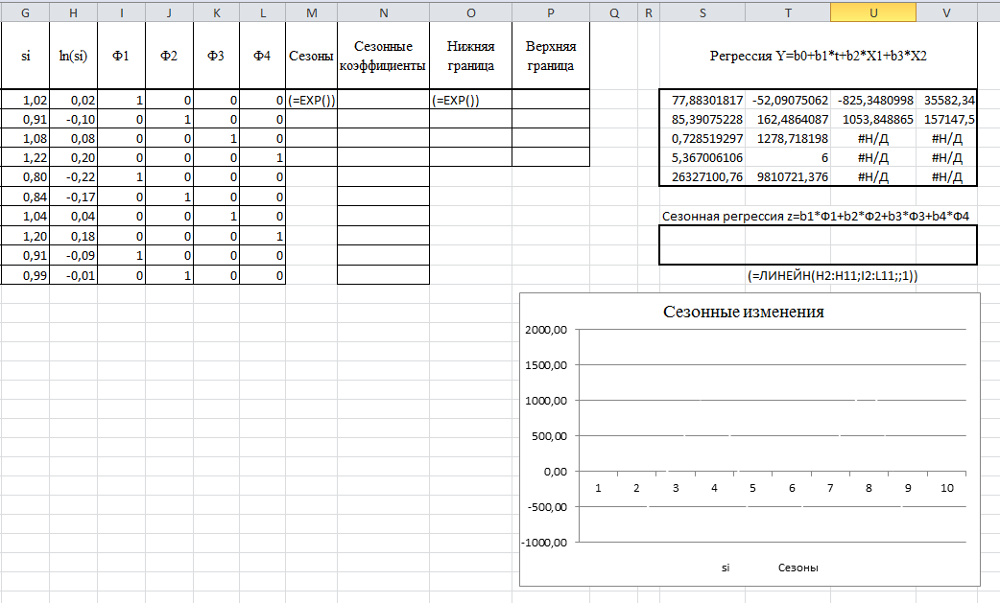 G H I J K L M N O P Q R S T U V
si ln(si) Ф1 Ф2 Ф3 Ф4 Сезоны Сезонные коэффициенты Нижняя граница Верхняя граница Регрессия Y=b0+b1*t+b2*X1+b3*X2
1,02 0,02 1 0 0 0 (=EXP()) (=EXP()) 77,88301817 -52,09075062 -825,3480998 35582,34
0,91 -0,10 0 1 0 0 85,39075228 162,4864087 1053,848865 157147,5
1,08 0,08 0 0 1 0 0,728519297 1278,718198 #Н/Д #Н/Д
1,22 0,20 0 0 0 1 5,367006106 6 #Н/Д #Н/Д
0,80 -0,22 1 0 0 0 26327100,76 9810721,376 #Н/Д #Н/Д
0,84 -0,17 0 1 0 0
1,04 0,04 0 0 1 0 Сезонная регрессия z=b1*Ф1+b2*Ф2+b3*Ф3+b4*Ф4
1,20 0,18 0 0 0 1
0,91 -0,09 1 0 0 0
0,99 -0,01 0 1 0 0 (=ЛИНЕЙН(H2:H11;I2:L11;;1))
Сезонные изменения
2000,00
1500,00
1000,00
500,00
0,00
1 2 3 4 5 6 7 8 9 10
-500,00
-1000,00
si Сезоны